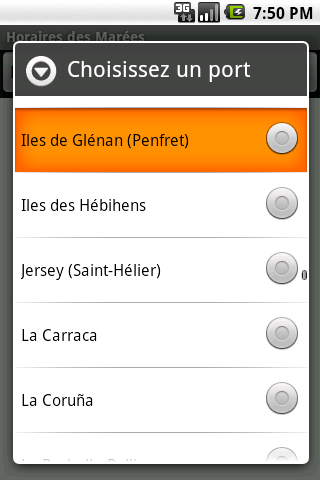 3G
7:50 PM
Horaires des Marées
Choisissez un port
Iles de Glénan (Penfret)
Iles des Hébihens
Jersey (Saint-Hélier)
La Carraca
La Coruña